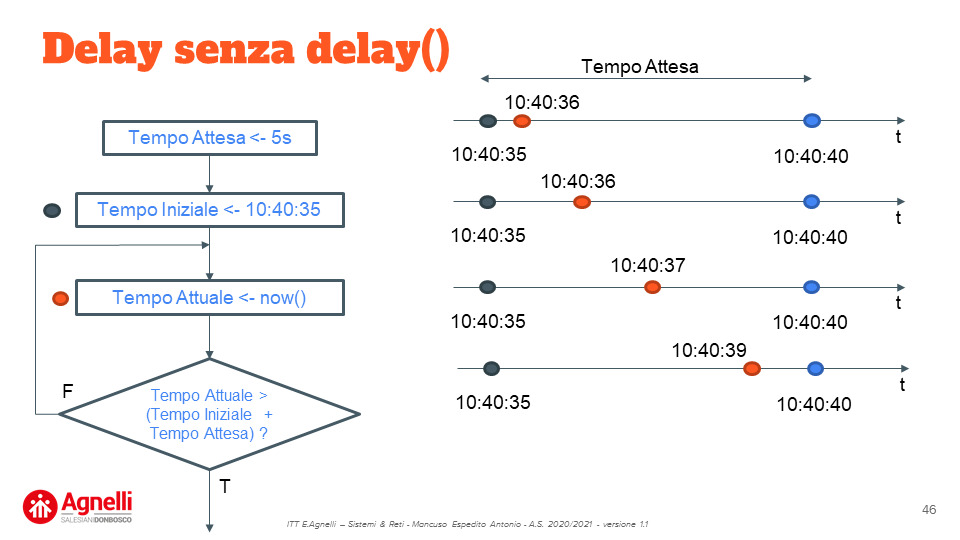 Delay senza delay()
Tempo Attesa <- 5s
Tempo Iniziale <- 10:40:35
Tempo Attuale <- now()
F
Tempo Attuale >
(Tempo Iniziale +
Tempo Attesa) ?
T
Tempo Attesa
10:40:36
t
10:40:35
10:40:40
10:40:36
t
10:40:35
10:40:40
10:40:37
t
10:40:35
10:40:40
10:40:39
t
10:40:35
10:40:40
Agnelli
SALESIANI DONBOSCO
ITT E.Agnelli – Sistemi & Reti - Mancuso Espedito Antonio - A.S. 2020/2021 - versione 1.1
46